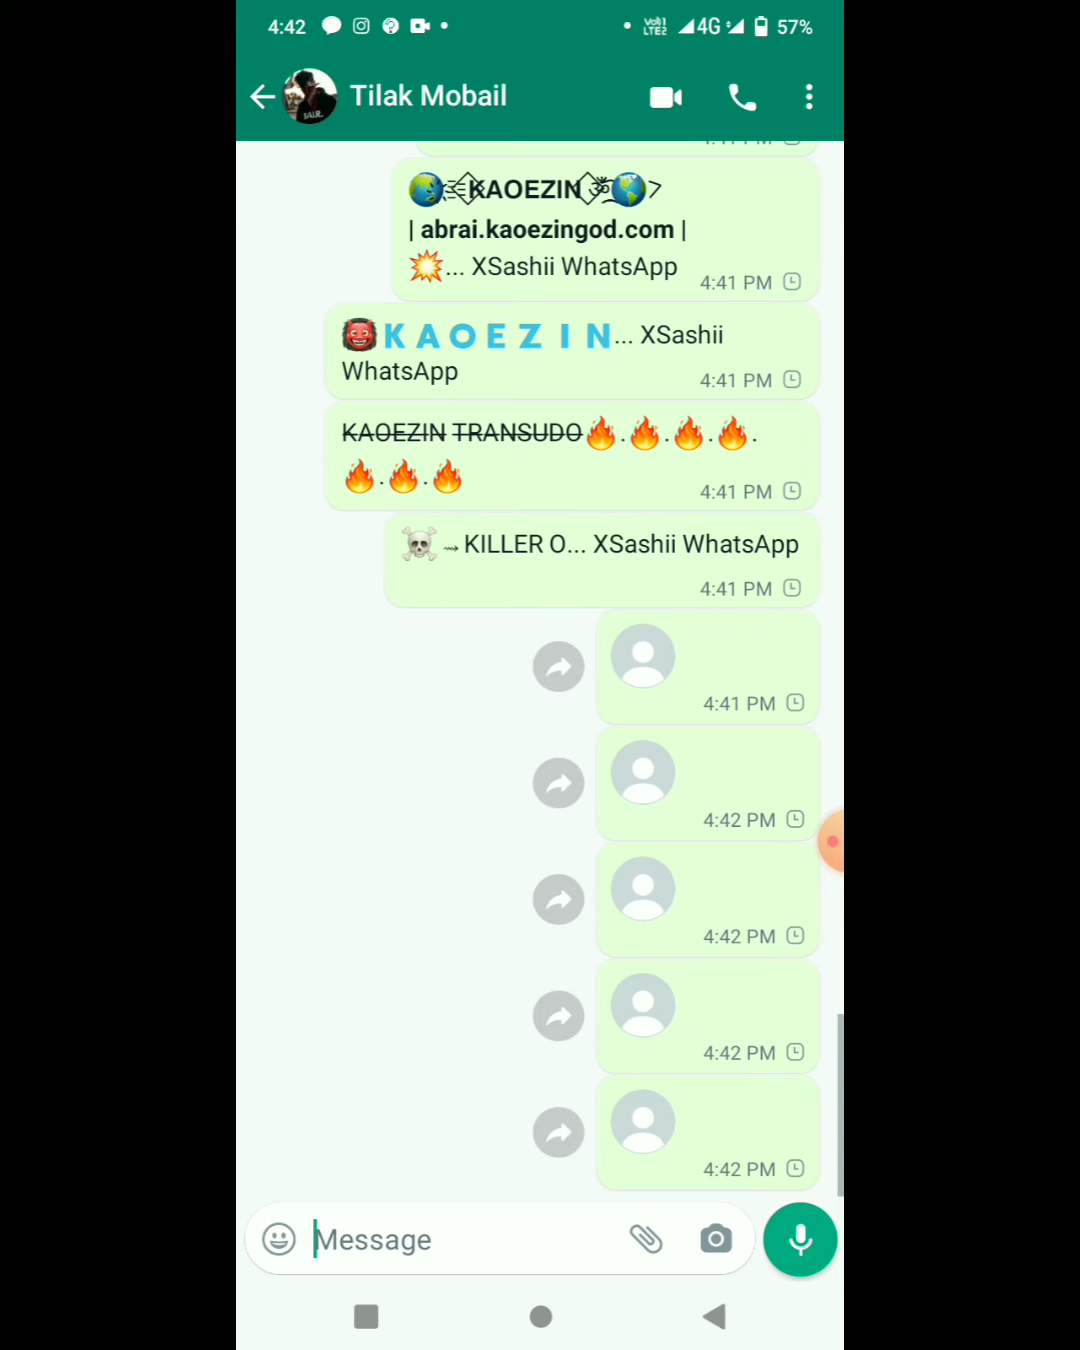 4:42
Vo)) LTE2 4G 57%
Tilak Mobail
KAOEZIN ॐ
| abrai.kaoezingod.com |
💥... XSashii WhatsApp
4:41 PM
👹K A O E Z I N... XSashii
WhatsApp
4:41 PM
KAOEZIN TRANSUDO🔥.🔥.🔥.🔥.
🔥.🔥.🔥
4:41 PM
☠️⇝KILLER O... XSashii WhatsApp
4:41 PM
4:41 PM
4:42 PM
4:42 PM
4:42 PM
4:42 PM
Message